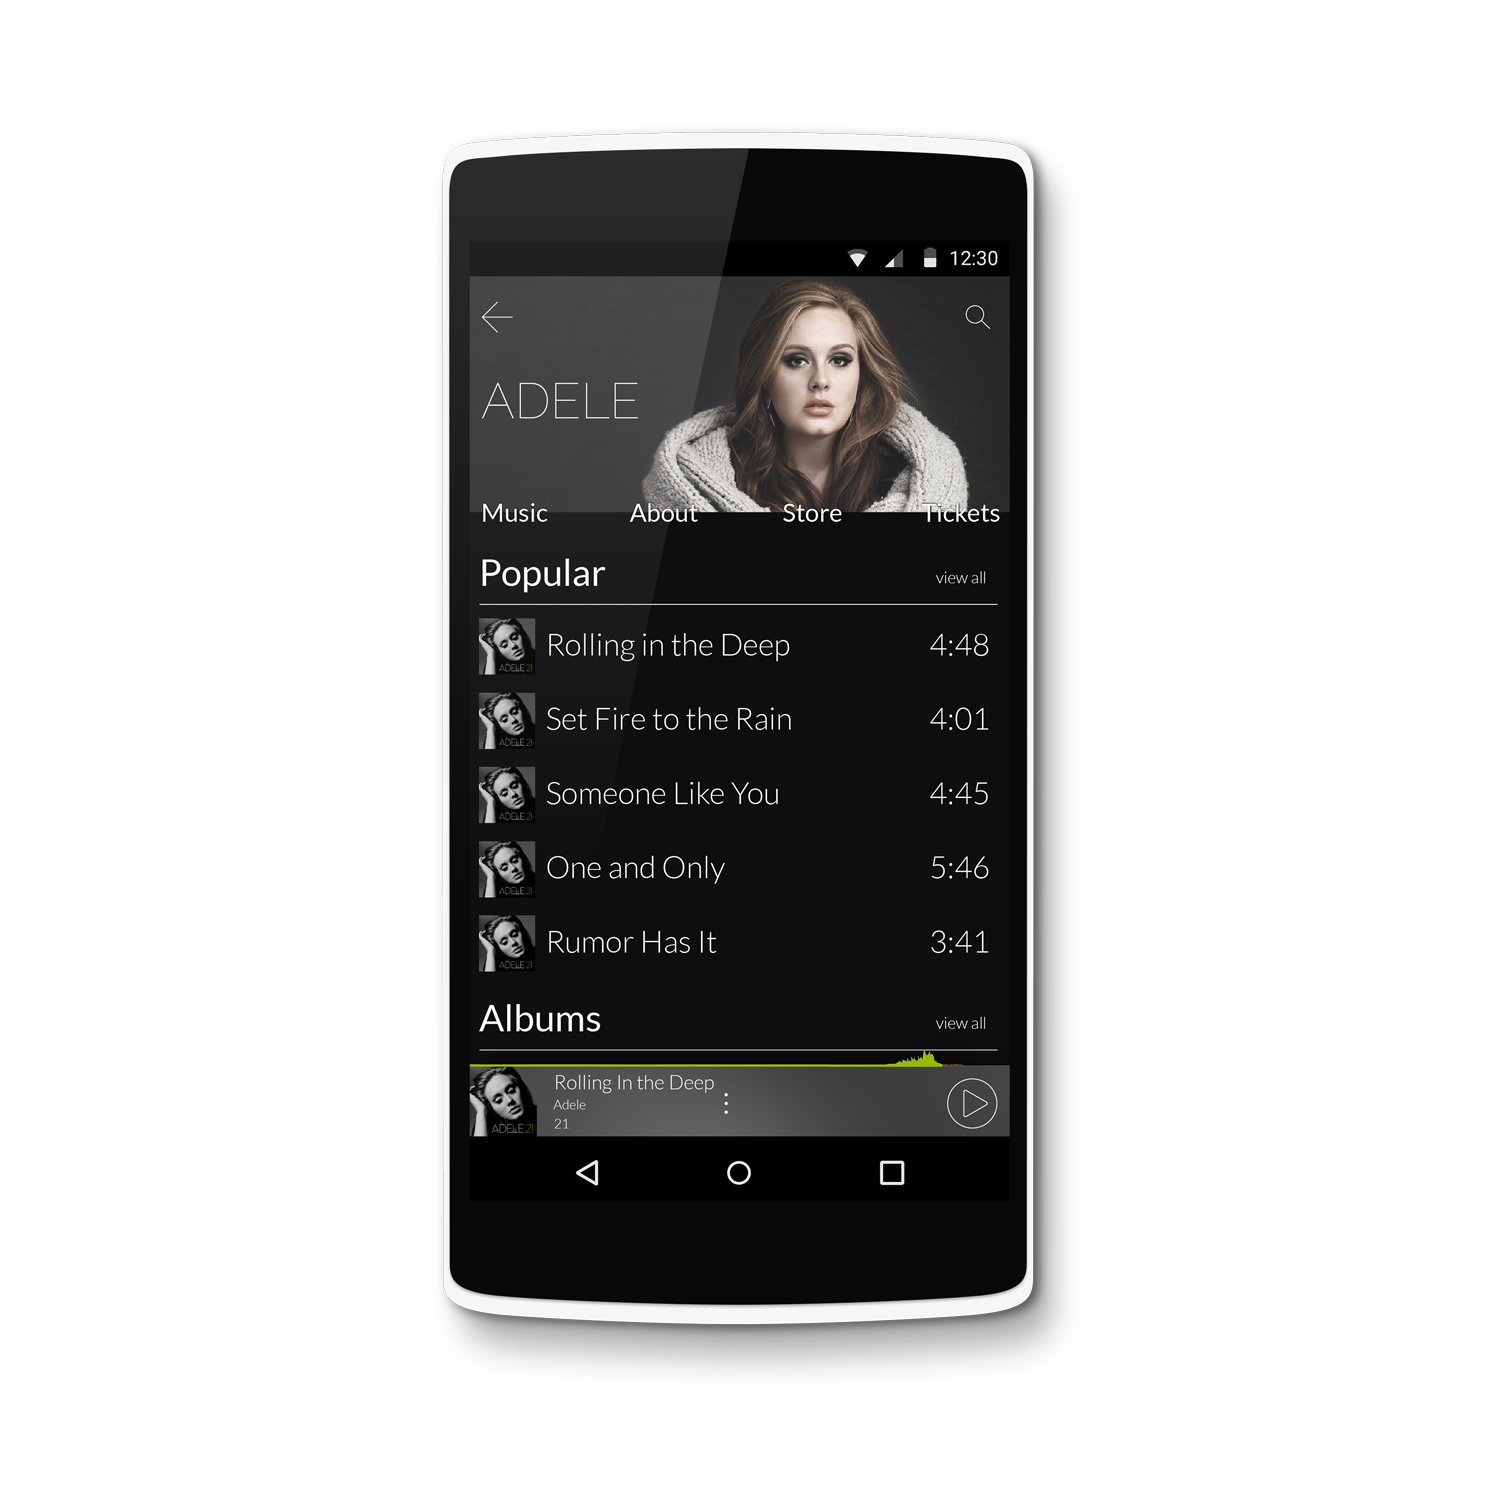 12:30
ADELE
Music About Store Tickets
Popular view all
ADELE 21
Rolling in the Deep 4:48
ADELE 21
Set Fire to the Rain 4:01
ADELE 21
Someone Like You 4:45
ADELE 21
One and Only 5:46
ADELE 21
Rumor Has It 3:41
Albums view all
Rolling In the Deep
Adele
21
ADELE 21